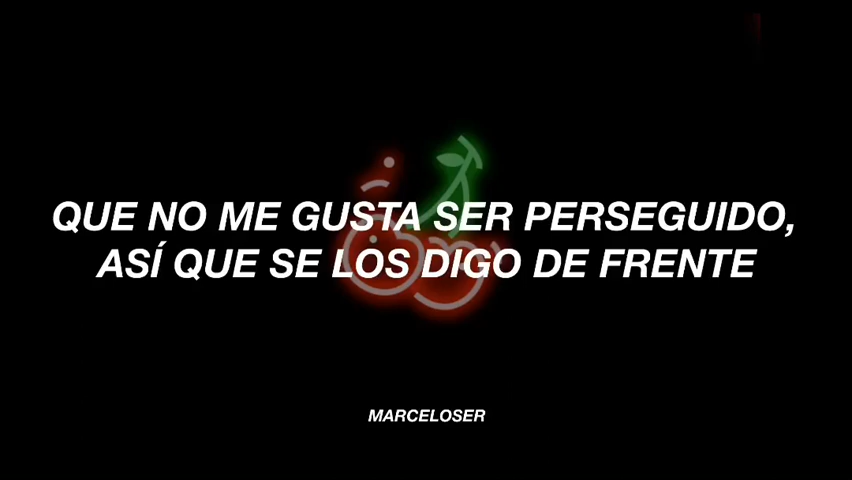 QUE NO ME GUSTA SER PERSEGUIDO,
ASÍ QUE SE LOS DIGO DE FRENTE
MARCELOSER